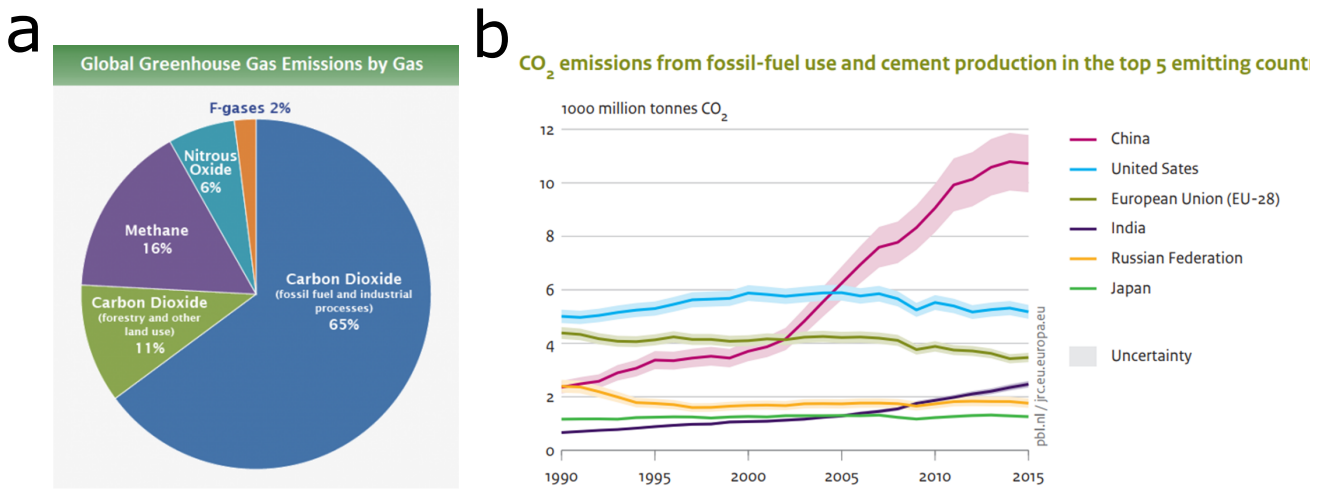 a
Global Greenhouse Gas Emissions by Gas
F-gases 2%
Nitrous
Oxide
6%
Methane
16%
Carbon Dioxide
(forestry and other
land use)
11%
Carbon Dioxide
(fossil fuel and industrial
processes)
65%
b
CO2 emissions from fossil-fuel use and cement production in the top 5 emitting count
1000 million tonnes CO2
12
10
8
6
4
2
0
1990
1995
2000
2005
2010
2015
China
United Sates
European Union (EU-28)
India
Russian Federation
Japan
Uncertainty
pbl.nl / jrc.eu.europa.eu